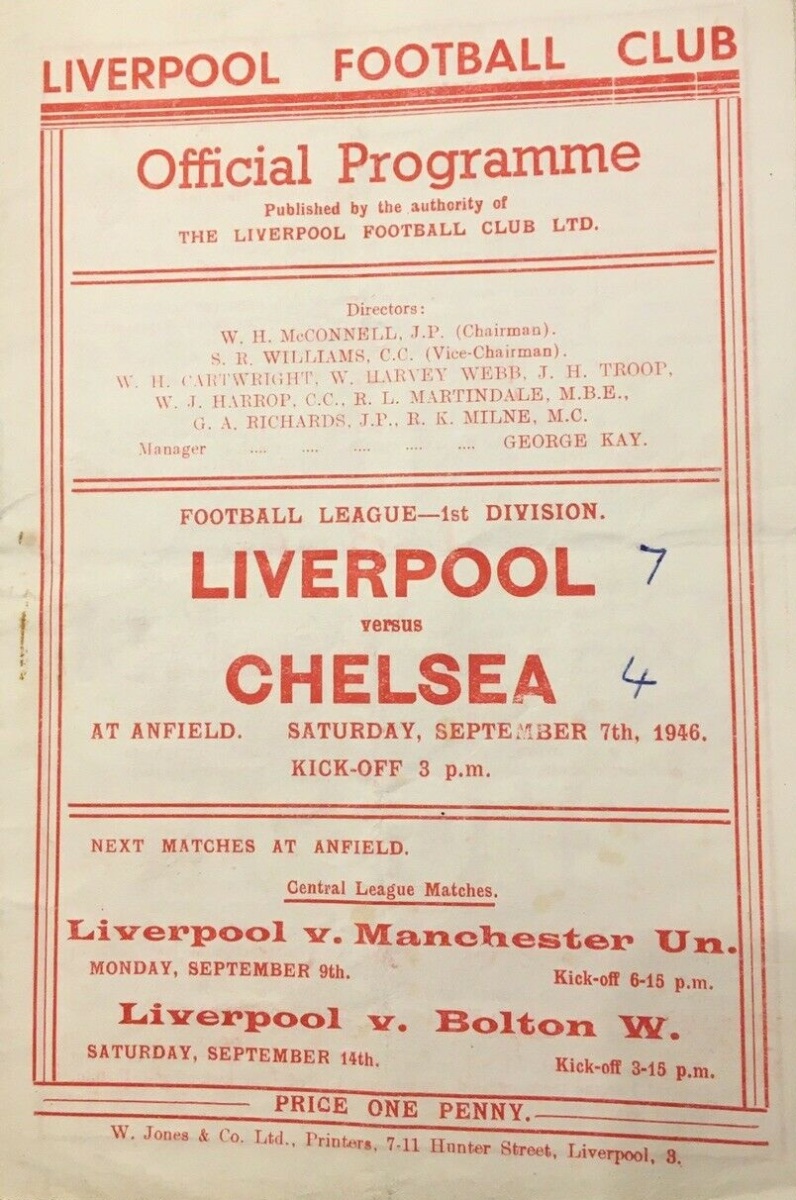 LIVERPOOL FOOTBALL CLUB
Official Programme
Published by the authority of
THE LIVERPOOL FOOTBALL CLUB LTD.
Directors:
W. H. McCONNELL, J.P. (Chairman).
S. R. WILLIAMS, C.C. (Vice-Chairman).
W. H. CARTWRIGHT, W. HARVEY WEBB, J. H. TROOP,
W. J. HARROP, C.C., R. L. MARTINDALE, M.B.E.,
G. A. RICHARDS, J.P., R. K. MILNE, M.C.
Manager .... .... .... .... .... GEORGE KAY.
FOOTBALL LEAGUE—1st DIVISION.
LIVERPOOL 7
versus
CHELSEA 4
AT ANFIELD. SATURDAY, SEPTEMBER 7th, 1946.
KICK-OFF 3 p.m.
NEXT MATCHES AT ANFIELD.
Central League Matches.
Liverpool v. Manchester Un.
MONDAY, SEPTEMBER 9th. Kick-off 6-15 p.m.
Liverpool v. Bolton W.
SATURDAY, SEPTEMBER 14th. Kick-off 3-15 p.m.
PRICE ONE PENNY.
W. Jones & Co. Ltd., Printers, 7-11 Hunter Street, Liverpool, 3.